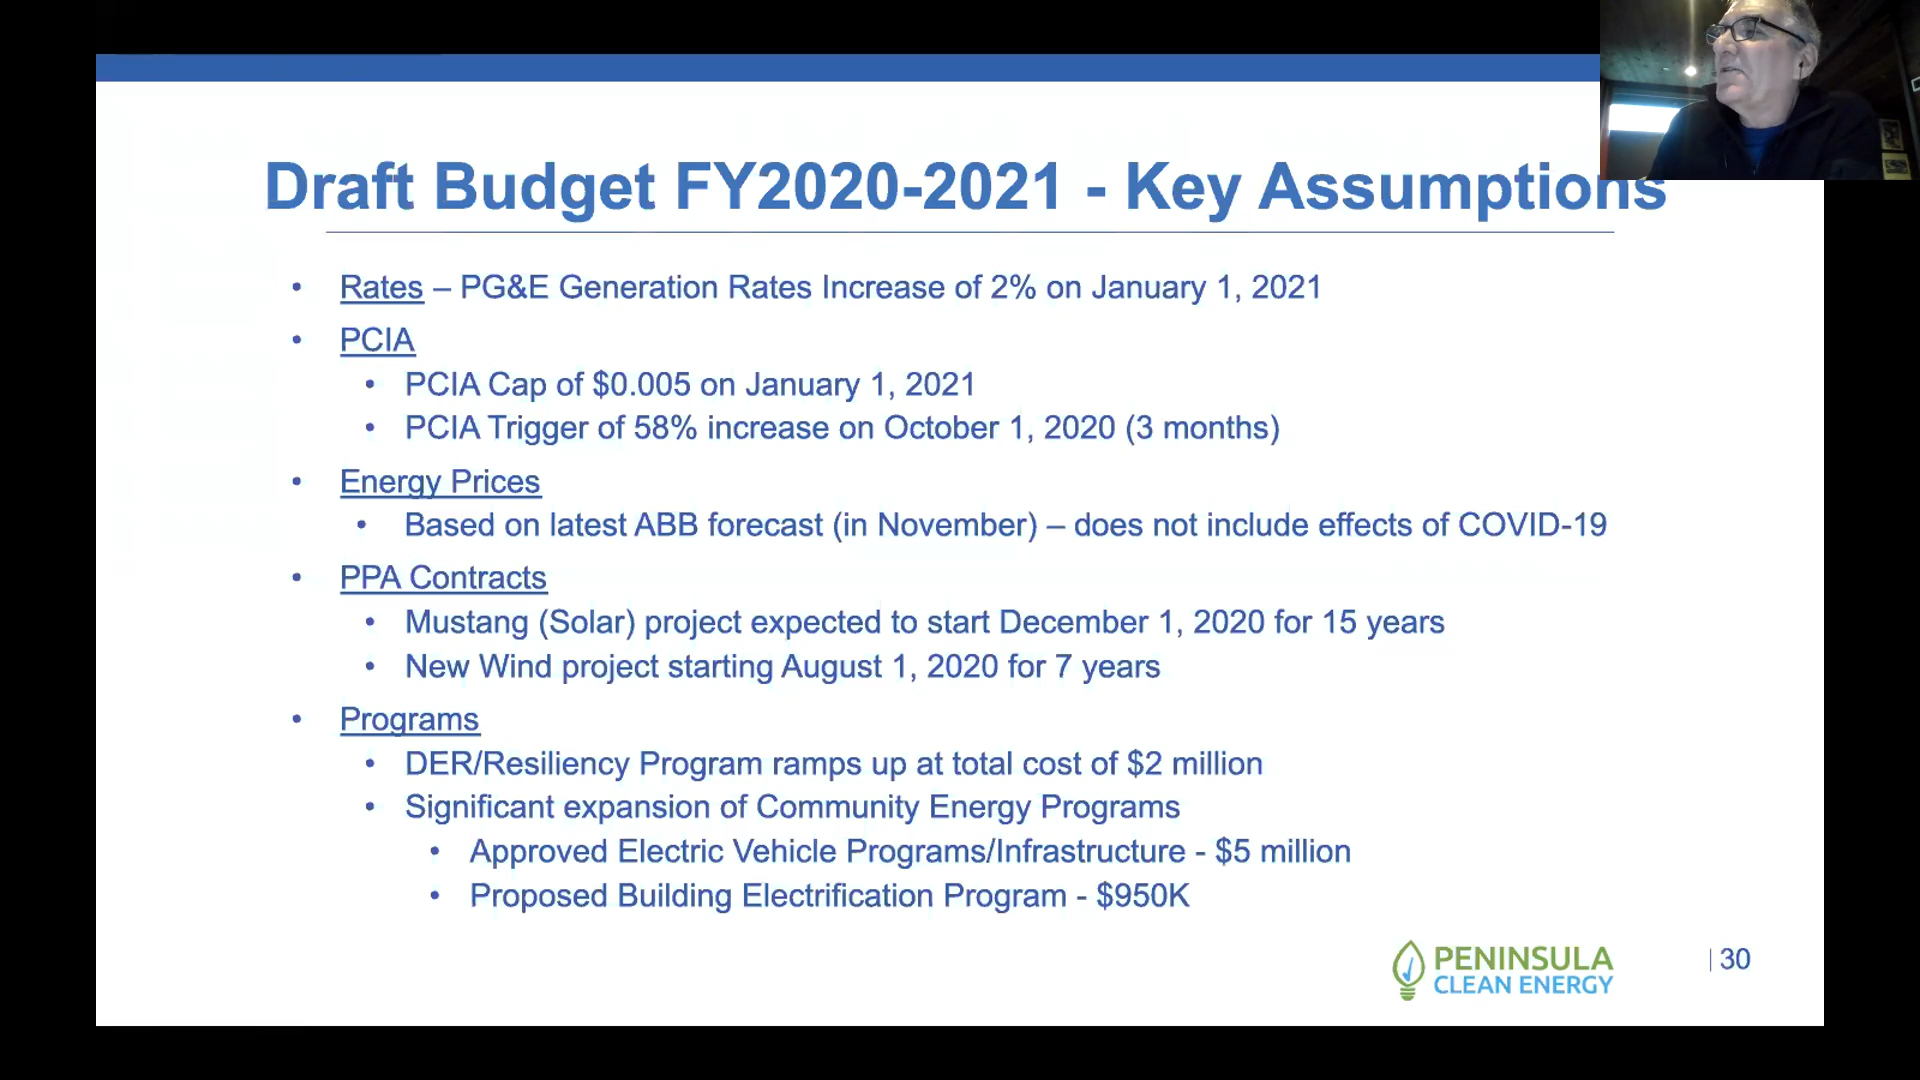 Draft Budget FY2020-2021 - Key Assumptions
• Rates – PG&E Generation Rates Increase of 2% on January 1, 2021
• PCIA
• PCIA Cap of $0.005 on January 1, 2021
• PCIA Trigger of 58% increase on October 1, 2020 (3 months)
• Energy Prices
• Based on latest ABB forecast (in November) – does not include effects of COVID-19
• PPA Contracts
• Mustang (Solar) project expected to start December 1, 2020 for 15 years
• New Wind project starting August 1, 2020 for 7 years
• Programs
• DER/Resiliency Program ramps up at total cost of $2 million
• Significant expansion of Community Energy Programs
• Approved Electric Vehicle Programs/Infrastructure - $5 million
• Proposed Building Electrification Program - $950K
PENINSULA
CLEAN ENERGY
| 30